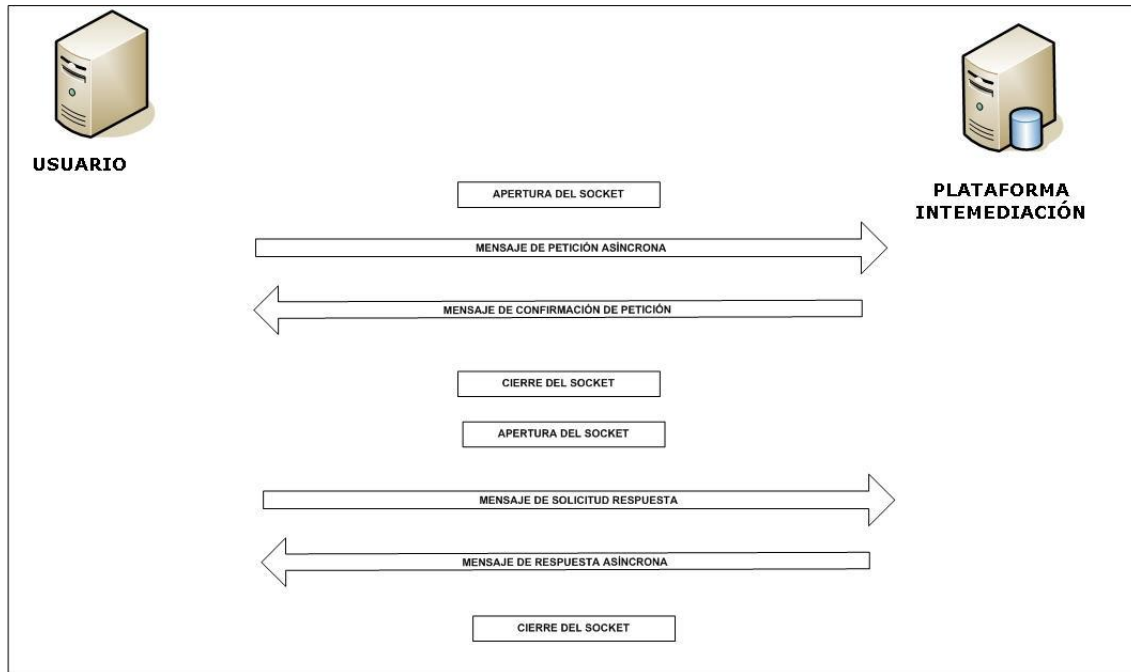 USUARIO
PLATAFORMA
INTEMEDIACIÓN
APERTURA DEL SOCKET
MENSAJE DE PETICIÓN ASÍNCRONA
MENSAJE DE CONFIRMACIÓN DE PETICIÓN
CIERRE DEL SOCKET
APERTURA DEL SOCKET
MENSAJE DE SOLICITUD RESPUESTA
MENSAJE DE RESPUESTA ASÍNCRONA
CIERRE DEL SOCKET